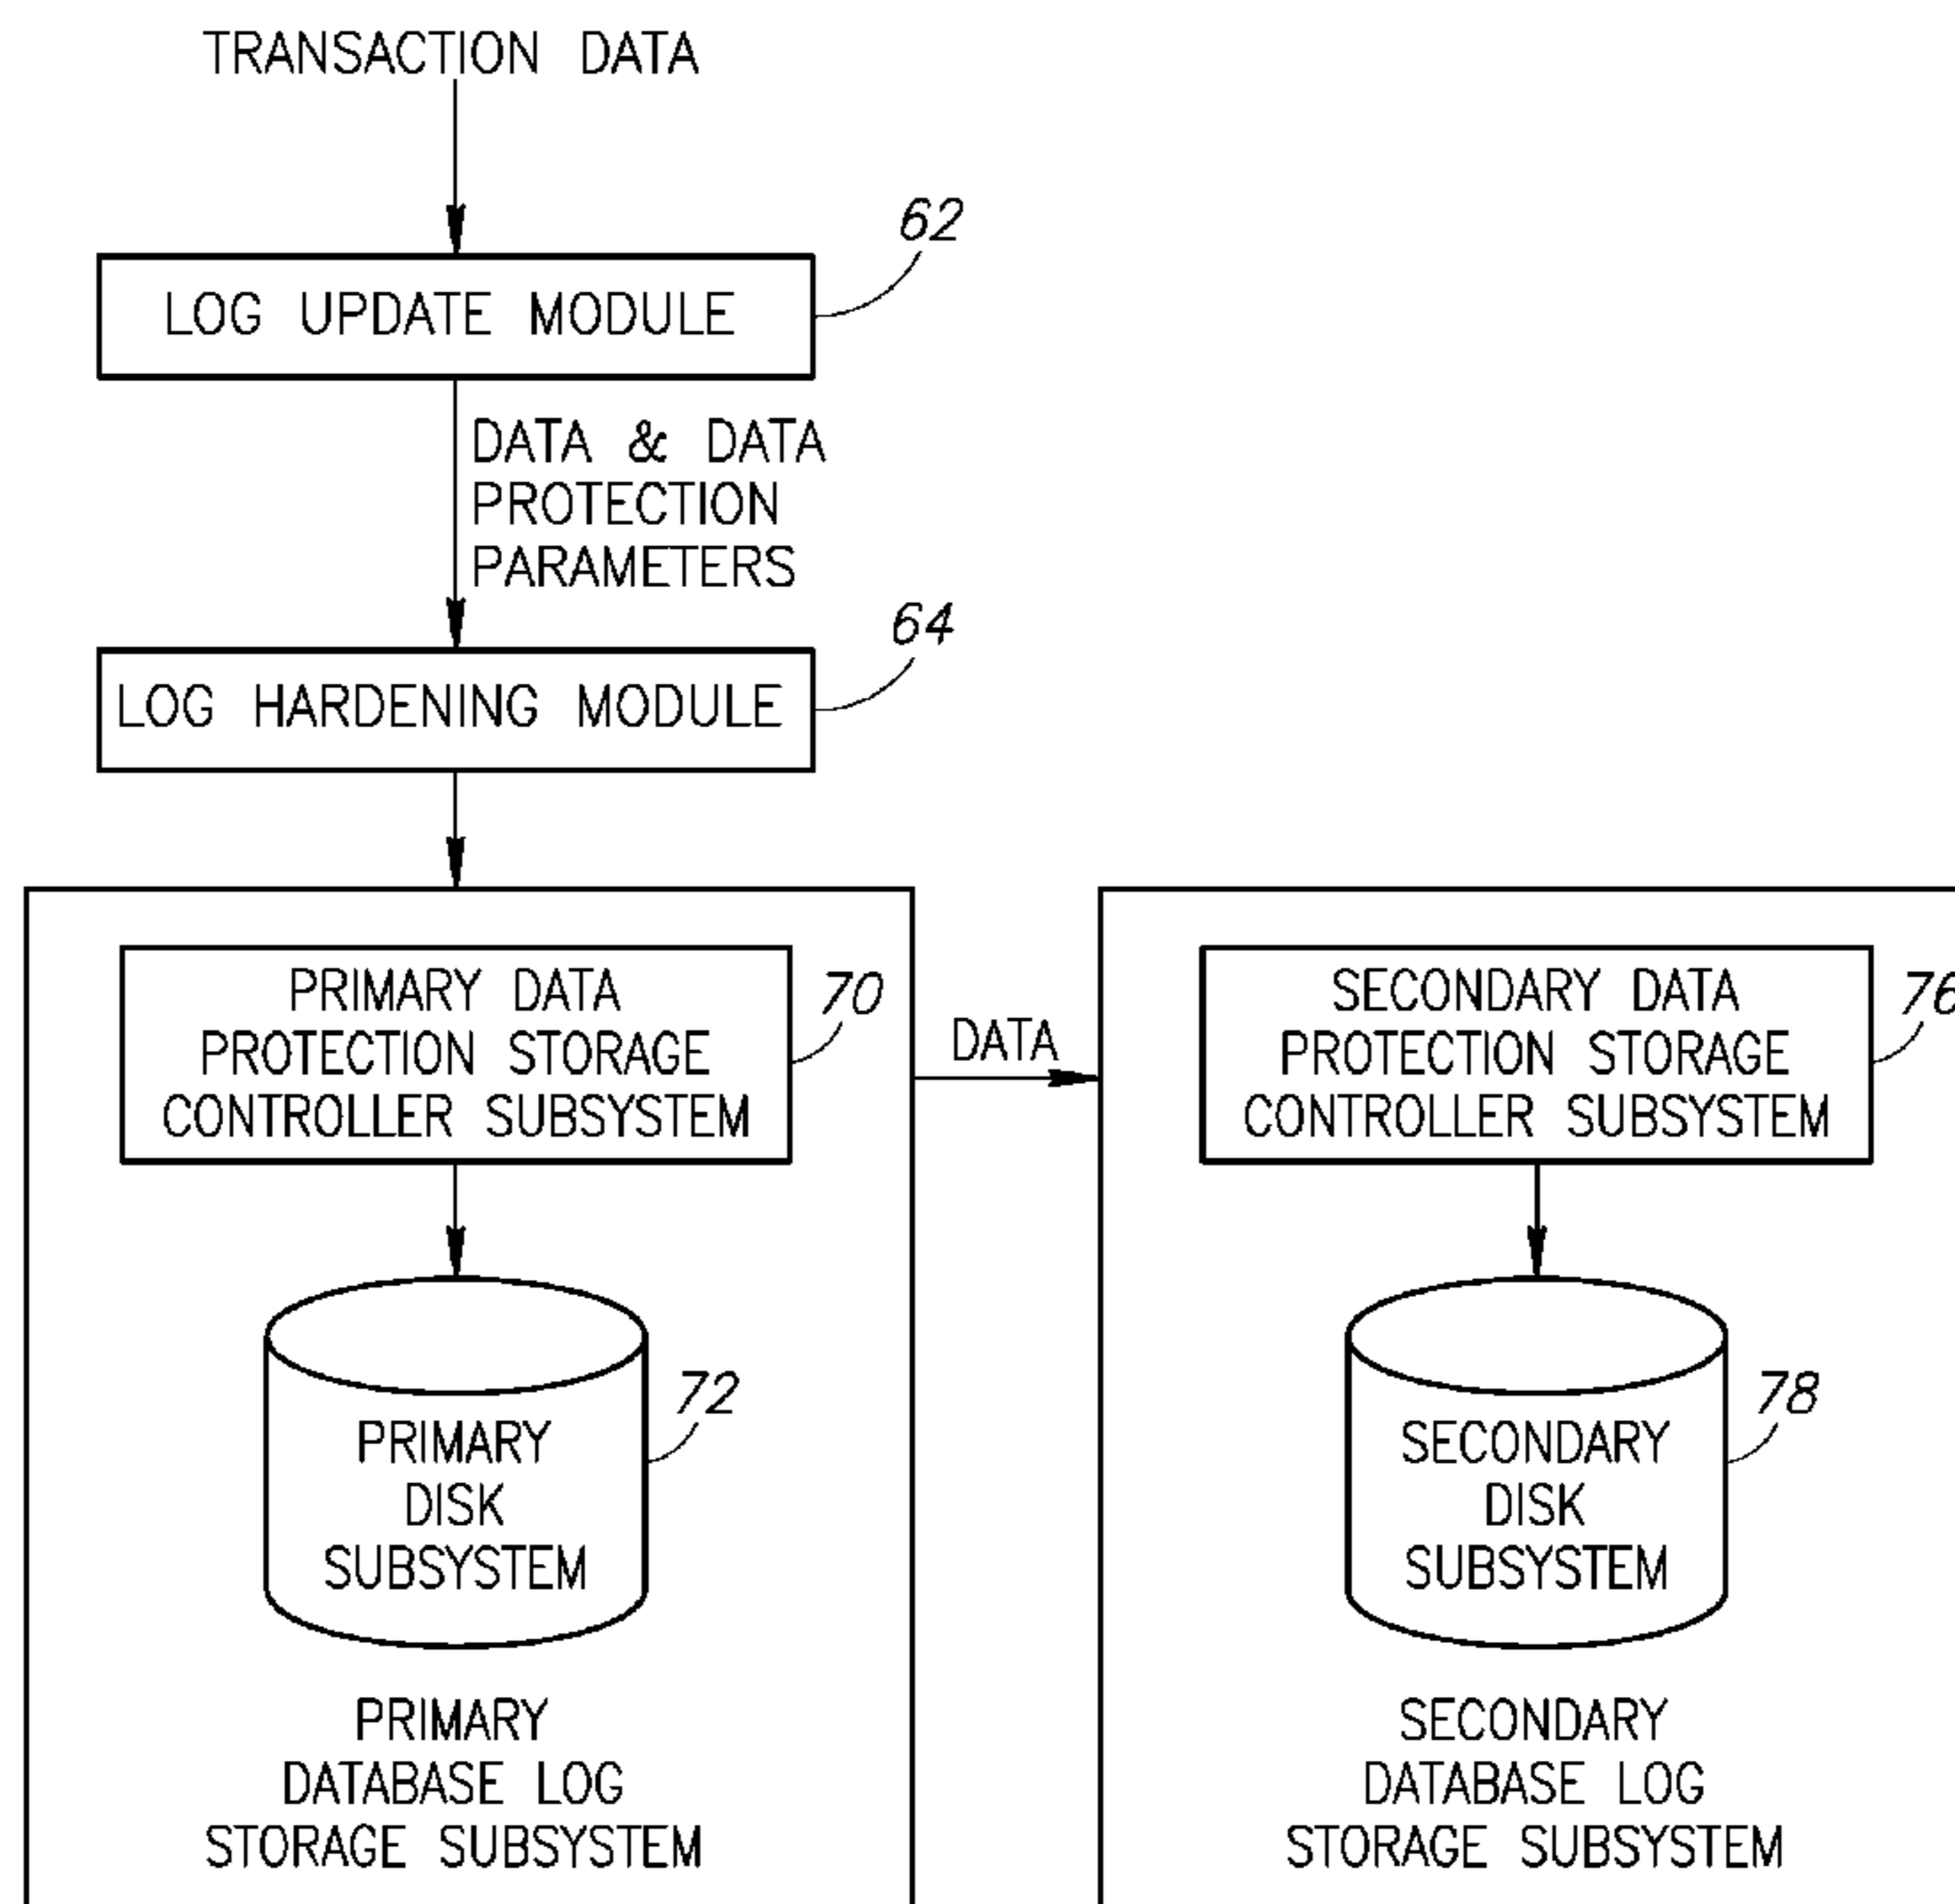 TRANSACTION DATA
62
LOG UPDATE MODULE
DATA & DATA
PROTECTION
PARAMETERS
64
LOG HARDENING MODULE
PRIMARY DATA
PROTECTION STORAGE
CONTROLLER SUBSYSTEM
70
DATA
SECONDARY DATA
PROTECTION STORAGE
CONTROLLER SUBSYSTEM
76
72
PRIMARY
DISK
SUBSYSTEM
78
SECONDARY
DISK
SUBSYSTEM
PRIMARY
DATABASE LOG
STORAGE SUBSYSTEM
SECONDARY
DATABASE LOG
STORAGE SUBSYSTEM